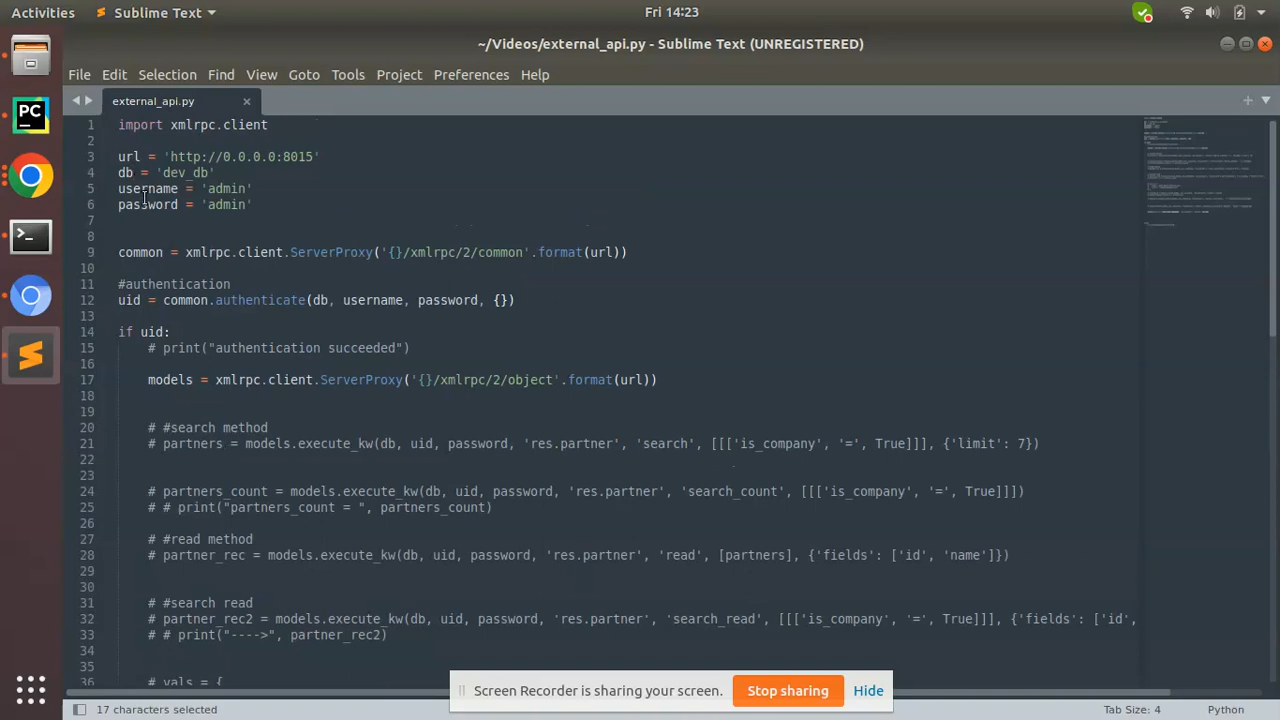 Activities Sublime Text Fri 14:23
~/Videos/external_api.py - Sublime Text (UNREGISTERED)
File Edit Selection Find View Goto Tools Project Preferences Help
PC
external_api.py
1 import xmlrpc.client
2
3 url = 'http://0.0.0.0:8015'
4 db = 'dev_db'
5 username = 'admin'
6 password = 'admin'
7
8
9 common = xmlrpc.client.ServerProxy('{}/xmlrpc/2/common'.format(url))
10
11 #authentication
12 uid = common.authenticate(db, username, password, {})
13
14 if uid:
15 # print("authentication succeeded")
16
17 models = xmlrpc.client.ServerProxy('{}/xmlrpc/2/object'.format(url))
18
19
20 # #search method
21 # partners = models.execute_kw(db, uid, password, 'res.partner', 'search', [[['is_company', '=', True]]], {'limit': 7})
22
23
24 # partners_count = models.execute_kw(db, uid, password, 'res.partner', 'search_count', [[['is_company', '=', True]]])
25 # # print("partners_count = ", partners_count)
26
27 # #read method
28 # partner_rec = models.execute_kw(db, uid, password, 'res.partner', 'read', [partners], {'fields': ['id', 'name']})
29
30
31 # #search read
32 # partner_rec2 = models.execute_kw(db, uid, password, 'res.partner', 'search_read', [[['is_company', '=', True]]], {'fields': ['id',
33 # # print("---->", partner_rec2)
34
35
36 # vals = {
Screen Recorder is sharing your screen. Stop sharing Hide
17 characters selected Tab Size: 4 Python